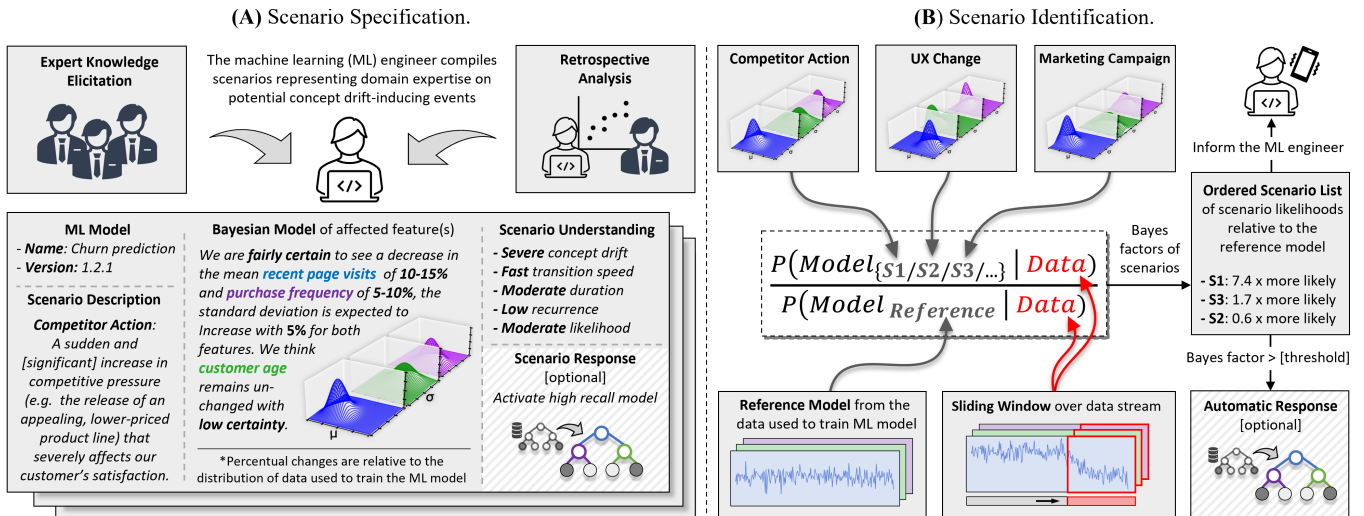 (A) Scenario Specification.
Expert Knowledge
Elicitation
The machine learning (ML) engineer compiles
scenarios representing domain expertise on
potential concept drift-inducing events
Retrospective
Analysis
ML Model
- Name: Churn prediction
- Version: 1.2.1
Scenario Description
Competitor Action:
A sudden and
[significant] increase in
competitive pressure
(e.g. the release of an
appealing, lower-priced
product line) that
severely affects our
customer's satisfaction.
Bayesian Model of affected feature(s)
We are fairly certain to see a decrease in
the mean recent page visits of 10-15%
and purchase frequency of 5-10%, the
standard deviation is expected to
Increase with 5% for both
features. We think
customer age
remains un-
changed with
low certainty.
μ
σ
*Percentual changes are relative to the
distribution of data used to train the ML model
Scenario Understanding
- Severe concept drift
- Fast transition speed
- Moderate duration
- Low recurrence
- Moderate likelihood
Scenario Response
[optional]
Activate high recall model
(B) Scenario Identification.
Competitor Action
μ
σ
UX Change
μ
σ
Marketing Campaign
μ
σ
P(Model{S1/S2/S3/...} | Data)
P(Model Reference | Data)
Reference Model from the
data used to train ML model
Sliding Window over data stream
Bayes
factors of
scenarios
Inform the ML engineer
Ordered Scenario List
of scenario likelihoods
relative to the
reference model
- S1: 7.4 x more likely
- S3: 1.7 x more likely
- S2: 0.6 x more likely
Bayes factor > [threshold]
Automatic Response
[optional]